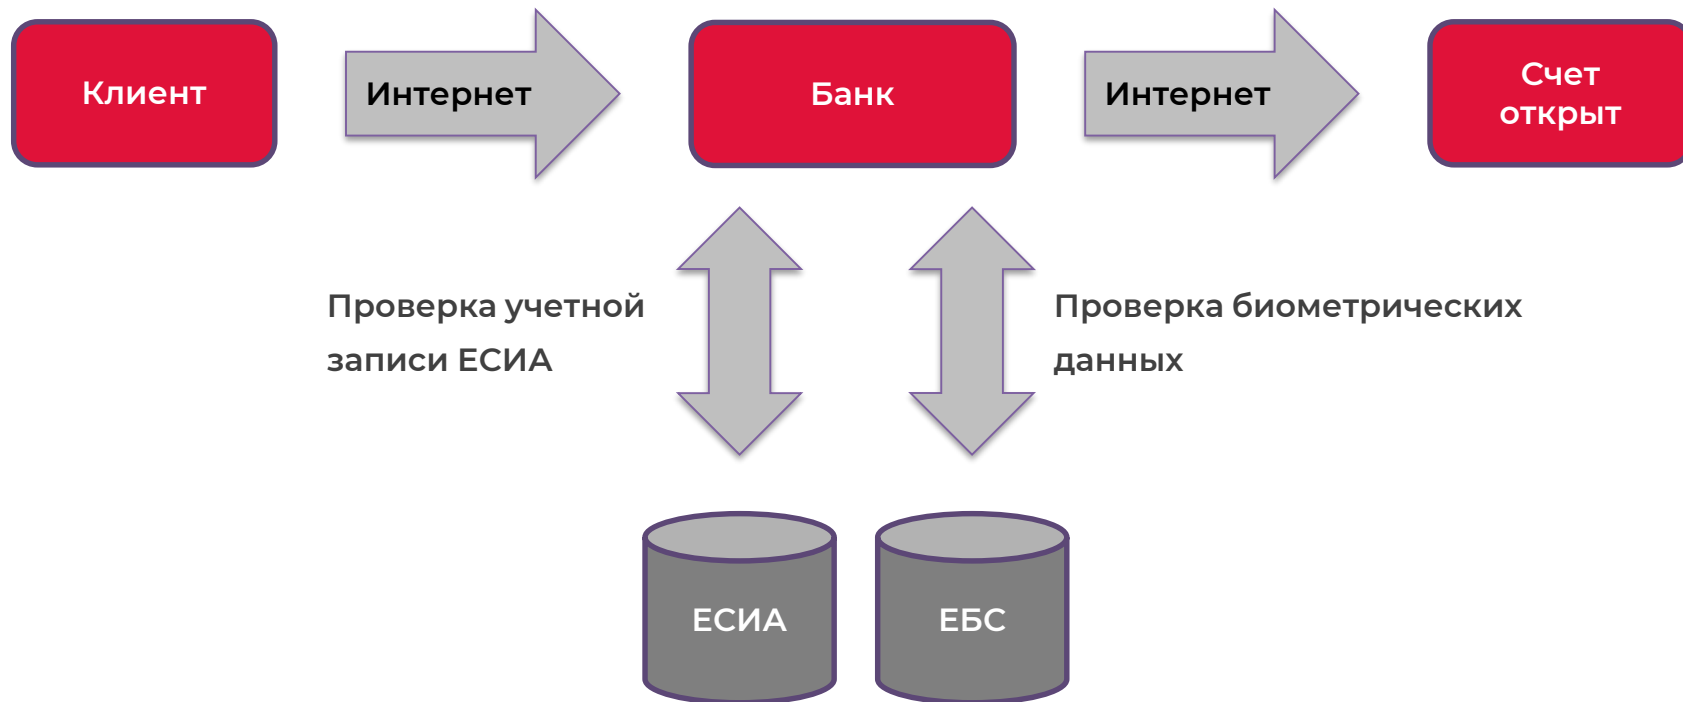 Клиент
Интернет
Банк
Интернет
Счет
открыт
Проверка учетной
записи ЕСИА
Проверка биометрических
данных
ЕСИА
ЕБС